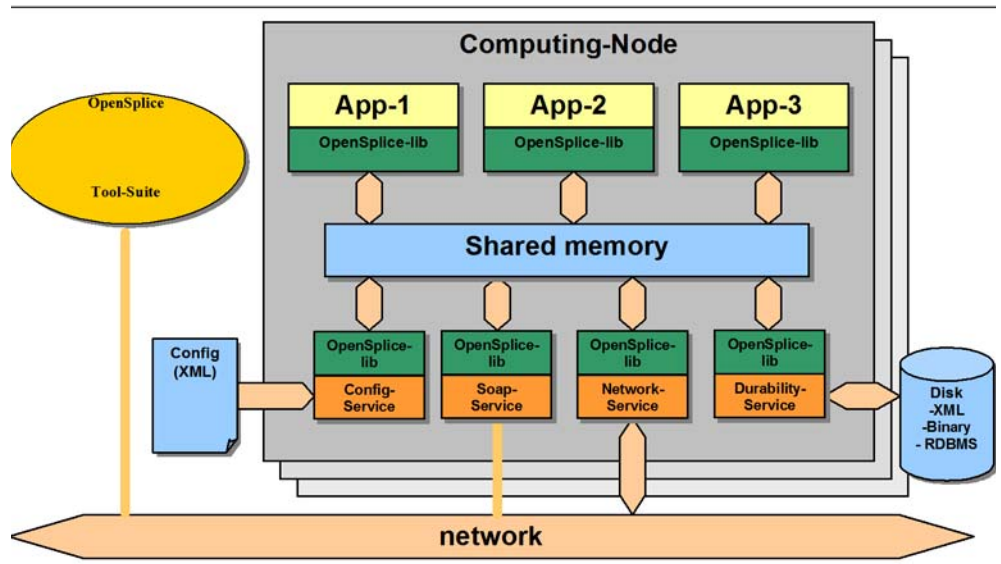 Computing-Node
OpenSplice
Tool-Suite
App-1
OpenSplice-lib
App-2
OpenSplice-lib
App-3
OpenSplice-lib
Shared memory
Config
(XML)
OpenSplice-
lib
Config-
Service
OpenSplice-
lib
Soap-
Service
OpenSplice-
lib
Network-
Service
OpenSplice-
lib
Durability-
Service
Disk
-XML
-Binary
- RDBMS
network